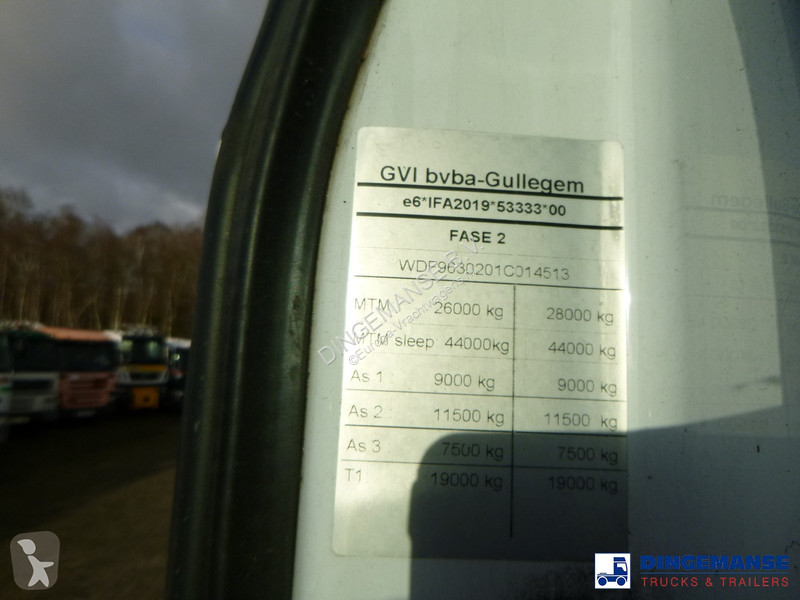 GVI bvba-Gullegem
e6*IFA2019*53333*00
FASE 2
WDF9630201C014513
MTM 26000 kg 28000 kg
MTM sleep 44000kg 44000 kg
As 1 9000 kg 9000 kg
As 2 11500 kg 11500 kg
As 3 7500 kg 7500 kg
T1 19000 kg 19000 kg
DINGEMANSE B.V.
DINGEMANSE
TRUCKS & TRAILERS